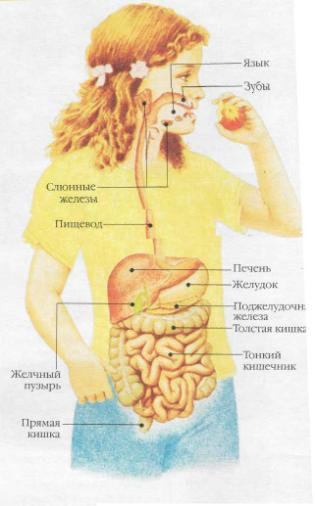 Язык
Зубы
Слюнные
железы
Пищевод
Печень
Желудок
Поджелудочн
железа
Толстая кишка
Тонкий
кишечник
Желчный
пузырь
Прямая
кишка